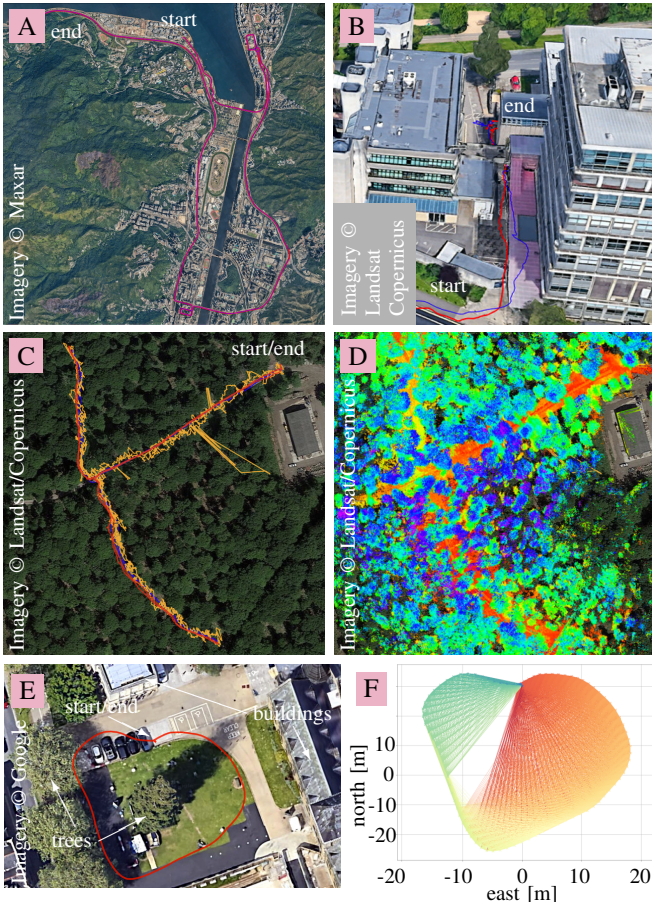 A
end
start
Imagery © Maxar
B
end
Imagery ©
Landsat
Copernicus
start
C
start/end
Imagery © Landsat/Copernicus
D
Imagery © Landsat/Copernicus
E
start/end
buildings
trees
Imagery © Google
F
north [m]
10
0
-10
-20
-20
-10
0
10
20
east [m]